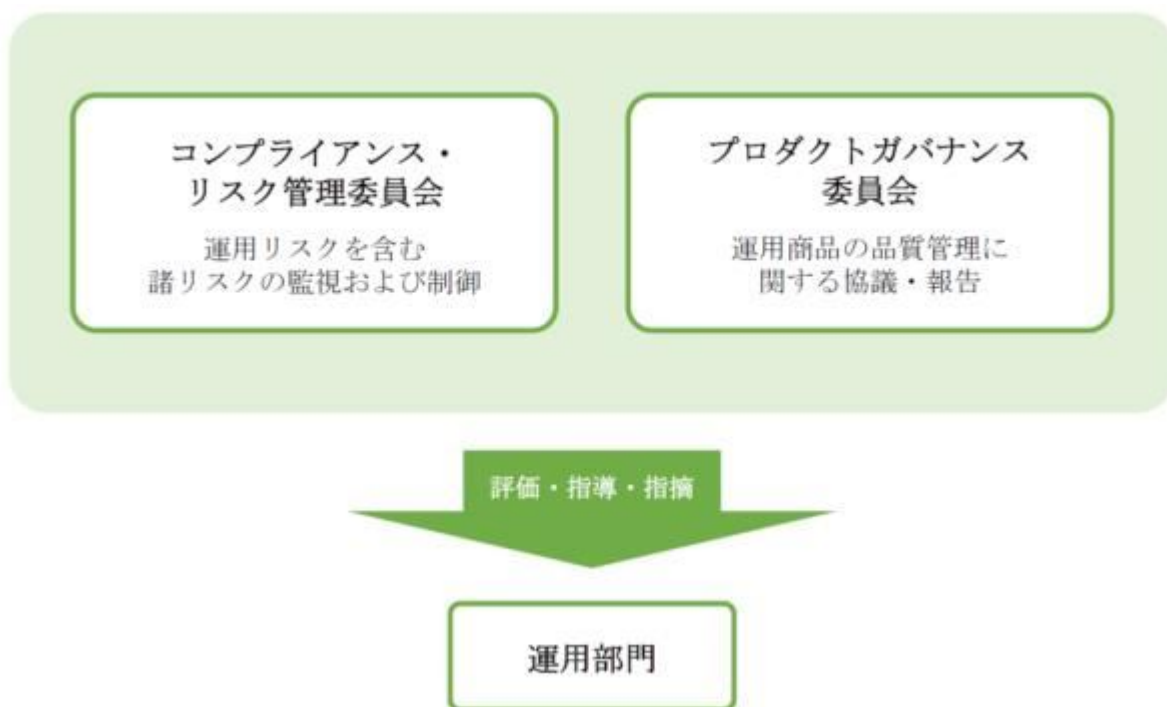 コンプライアンス・
リスク管理委員会
運用リスクを含む
諸リスクの監視および制御
プロダクトガバナンス
委員会
運用商品の品質管理に
関する協議・報告
評価・指導・指摘
運用部門